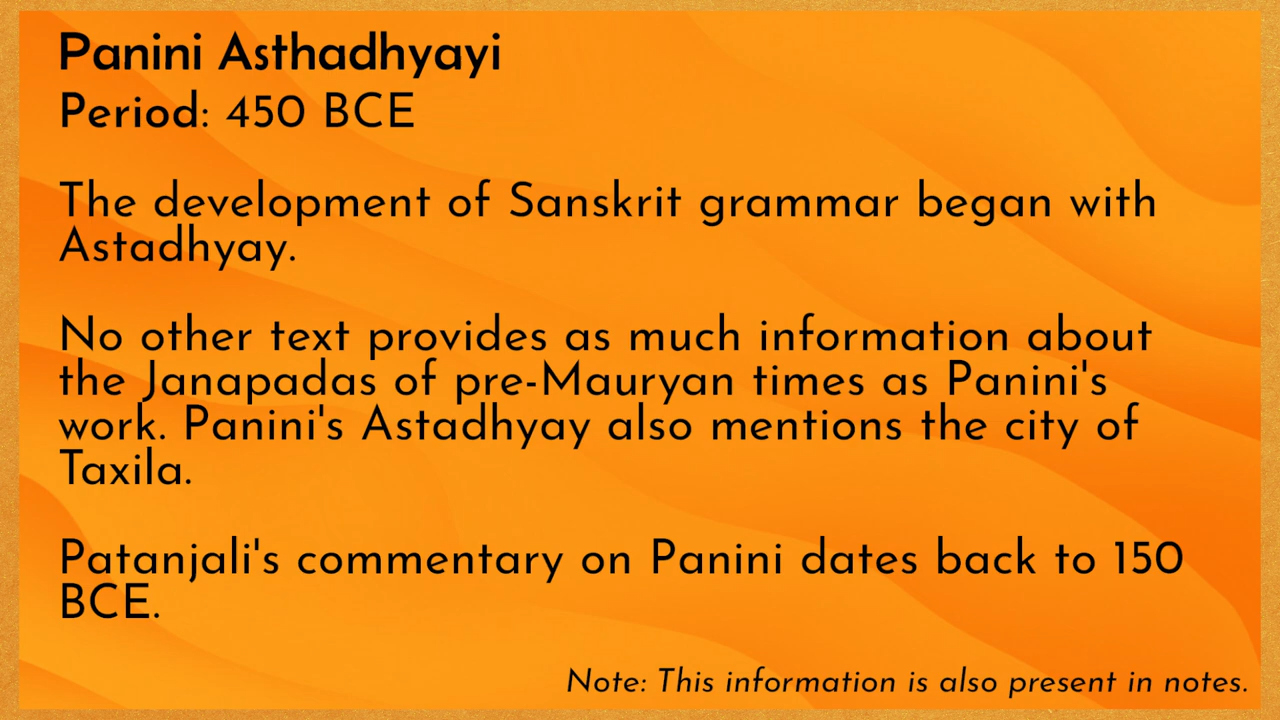 Panini Asthadhyayi
Period: 450 BCE
The development of Sanskrit grammar began with
Astadhyay.
No other text provides as much information about
the Janapadas of pre-Mauryan times as Panini's
work. Panini's Astadhyay also mentions the city of
Taxila.
Patanjali's commentary on Panini dates back to 150
BCE.
Note: This information is also present in notes.